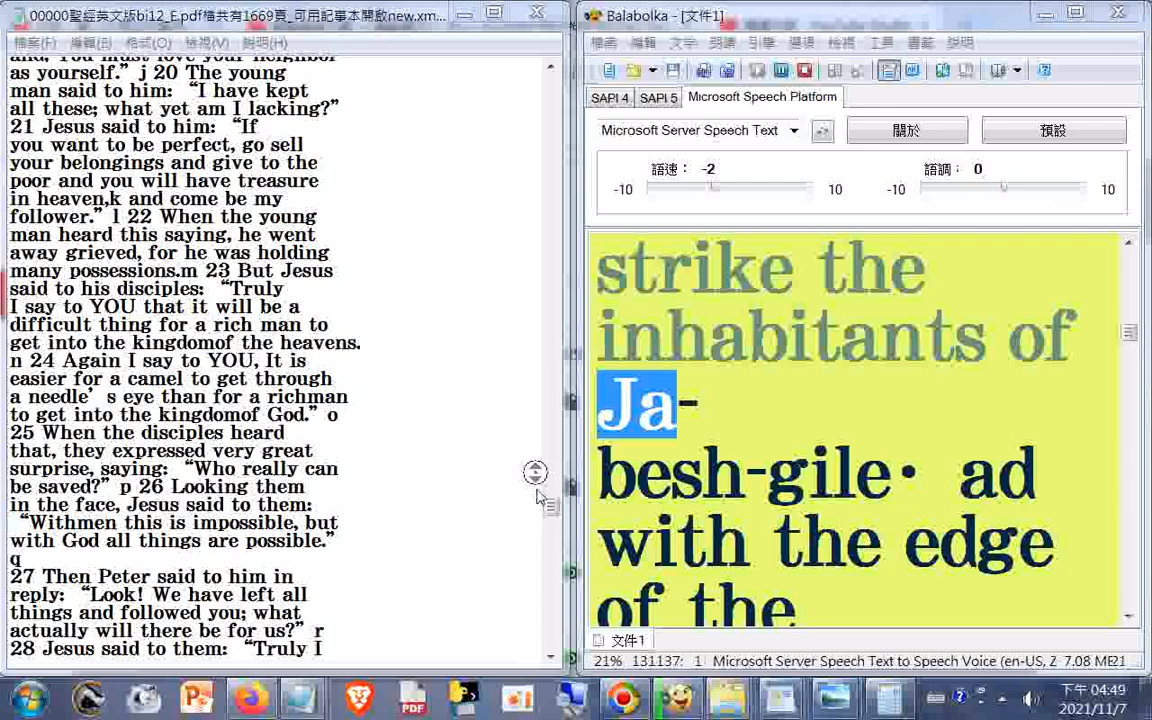 00000聖經英文版bi12_E.pdf檔共有1669頁_可用記事本開啟new.xm...
檔案(F) 編輯(E) 格式(O) 檢視(V) 說明(H)
and, You must love your neighbor
as yourself.” j 20 The young
man said to him: “I have kept
all these; what yet am I lacking?”
21 Jesus said to him: “If
you want to be perfect, go sell
your belongings and give to the
poor and you will have treasure
in heaven,k and come be my
follower.” l 22 When the young
man heard this saying, he went
away grieved, for he was holding
many possessions.m 23 But Jesus
said to his disciples: “Truly
I say to YOU that it will be a
difficult thing for a rich man to
get into the kingdomof the heavens.
n 24 Again I say to YOU, It is
easier for a camel to get through
a needle’s eye than for a richman
to get into the kingdomof God.” o
25 When the disciples heard
that, they expressed very great
surprise, saying: “Who really can
be saved?” p 26 Looking them
in the face, Jesus said to them:
“Withmen this is impossible, but
with God all things are possible.”
q
27 Then Peter said to him in
reply: “Look! We have left all
things and followed you; what
actually will there be for us?” r
28 Jesus said to them: “Truly I
Balabolka - [文件1]
檔案 編輯 文字 朗讀 引擎 選項 檢視 工具 書籤 說明
SAPI 4 SAPI 5 Microsoft Speech Platform
Microsoft Server Speech Text 關於 預設
語速： -2 語調： 0
-10 10 -10 10
strike the
inhabitants of
Ja-
besh-gile• ad
with the edge
of the
文件1
21% 131137: 1 Microsoft Server Speech Text to Speech Voice (en-US, Z 7.08 ME21
PDF
下午 04:49
2021/11/7